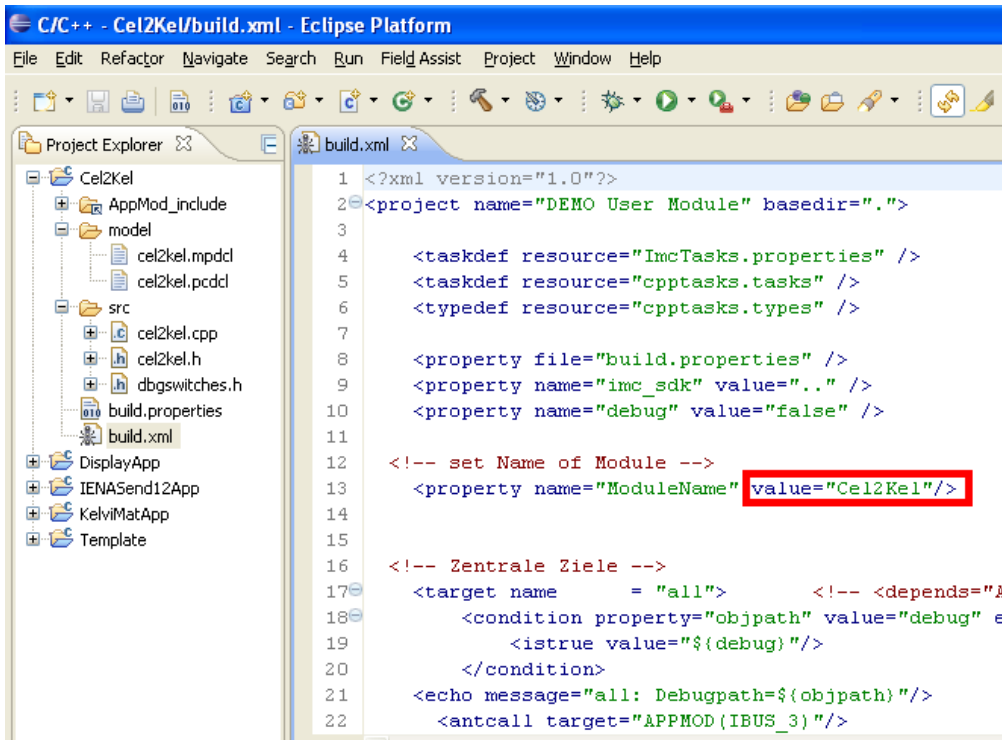 C/C++ - Cel2Kel/build.xml - Eclipse Platform
File Edit Refactor Navigate Search Run Field Assist Project Window Help
Project Explorer
Cel2Kel
AppMod_include
model
cel2kel.mpdcl
cel2kel.pcdcl
src
cel2kel.cpp
cel2kel.h
dbgswitches.h
build.properties
build.xml
DisplayApp
IENASend12App
KelviMatApp
Template
build.xml
1 <?xml version="1.0"?>
2 <project name="DEMO User Module" basedir=".">
3
4 <taskdef resource="ImcTasks.properties" />
5 <taskdef resource="cpptasks.tasks" />
6 <typedef resource="cpptasks.types" />
7
8 <property file="build.properties" />
9 <property name="imc_sdk" value=".." />
10 <property name="debug" value="false" />
11
12 <!-- set Name of Module -->
13 <property name="ModuleName" value="Cel2Kel"/>
14
15
16 <!-- Zentrale Ziele -->
17 <target name = "all"> <!-- <depends="A
18 <condition property="objpath" value="debug" e
19 <istrue value="${debug}"/>
20 </condition>
21 <echo message="all: Debugpath=${objpath}"/>
22 <antcall target="APPMOD(IBUS_3)"/>